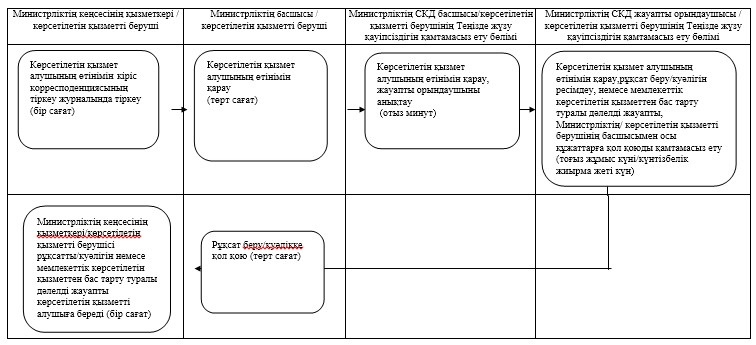 Министрліктің кеңсесінің қызметкері /
көрсетілетін қызметті беруші
Министрліктің басшысы /
көрсетілетін қызметті беруші
Министрліктің СКД басшысы/көрсетілетін
қызметті берушінің Теңізде жүзу
қауіпсіздігін қамтамасыз ету бөлімі
Министрліктің СКД жауапты орындаушысы /
көрсетілетін қызметті берушінің Теңізде жүзу
қауіпсіздігін қамтамасыз ету бөлімі
Көрсетілетін қызмет
алушының өтінімін кіріс
корреспонденциясының
тіркеу журналында тіркеу
(бір сағат)
Көрсетілетін қызмет
алушының өтінімін
қарау
(төрт сағат)
Көрсетілетін қызмет
алушының өтінімін қарау,
жауапты орындаушыны
анықтау
(отыз минут)
Көрсетілетін қызмет алушының
өтінімін қарау,рұқсат беру/куәлігін
ресімдеу, немесе мемлекеттік
көрсетілетін қызметтен бас тарту
туралы дәлелді жауапты,
Министрліктің/ көрсетілетін қызметті
берушінің басшысымен осы
құжаттарға қол қоюды қамтамасыз ету
(тоғыз жұмыс күні/күнтізбелік
жиырма жеті күн)
Министрліктің кеңсесінің
қызметкері/көрсетілетін
қызметті берушісі
рұқсатты/куәлігін немесе
мемлекеттік көрсетілетін
қызметтен бас тарту туралы
дәлелді жауапты
көрсетілетін қызметті
алушыға береді (бір сағат)
Рұқсат беру/куәлікке
қол қою (төрт сағат)